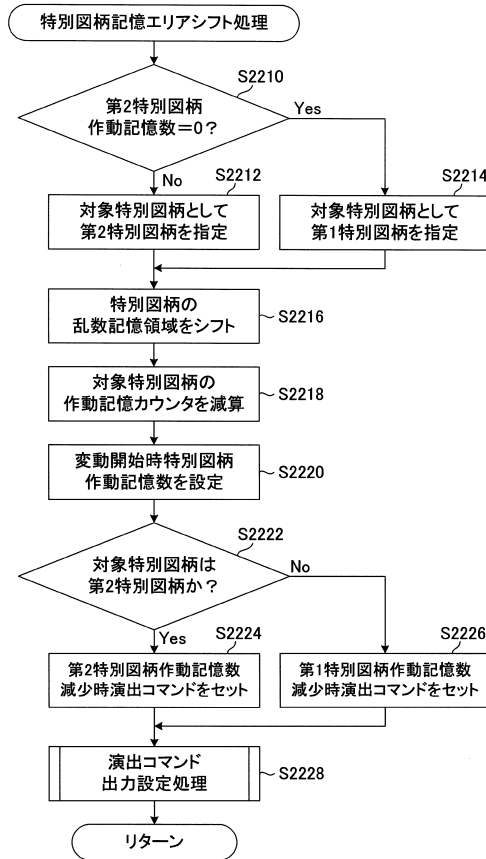 特別図柄記憶エリアシフト処理
S2210
第2特別図柄
作動記憶数＝0？
Yes
No
S2212
対象特別図柄として
第2特別図柄を指定
S2214
対象特別図柄として
第1特別図柄を指定
特別図柄の
乱数記憶領域をシフト
S2216
対象特別図柄の
作動記憶カウンタを減算
S2218
変動開始時特別図柄
作動記憶数を設定
S2220
S2222
対象特別図柄は
第2特別図柄か？
No
Yes
S2224
第2特別図柄作動記憶数
減少時演出コマンドをセット
S2226
第1特別図柄作動記憶数
減少時演出コマンドをセット
演出コマンド
出力設定処理
S2228
リターン